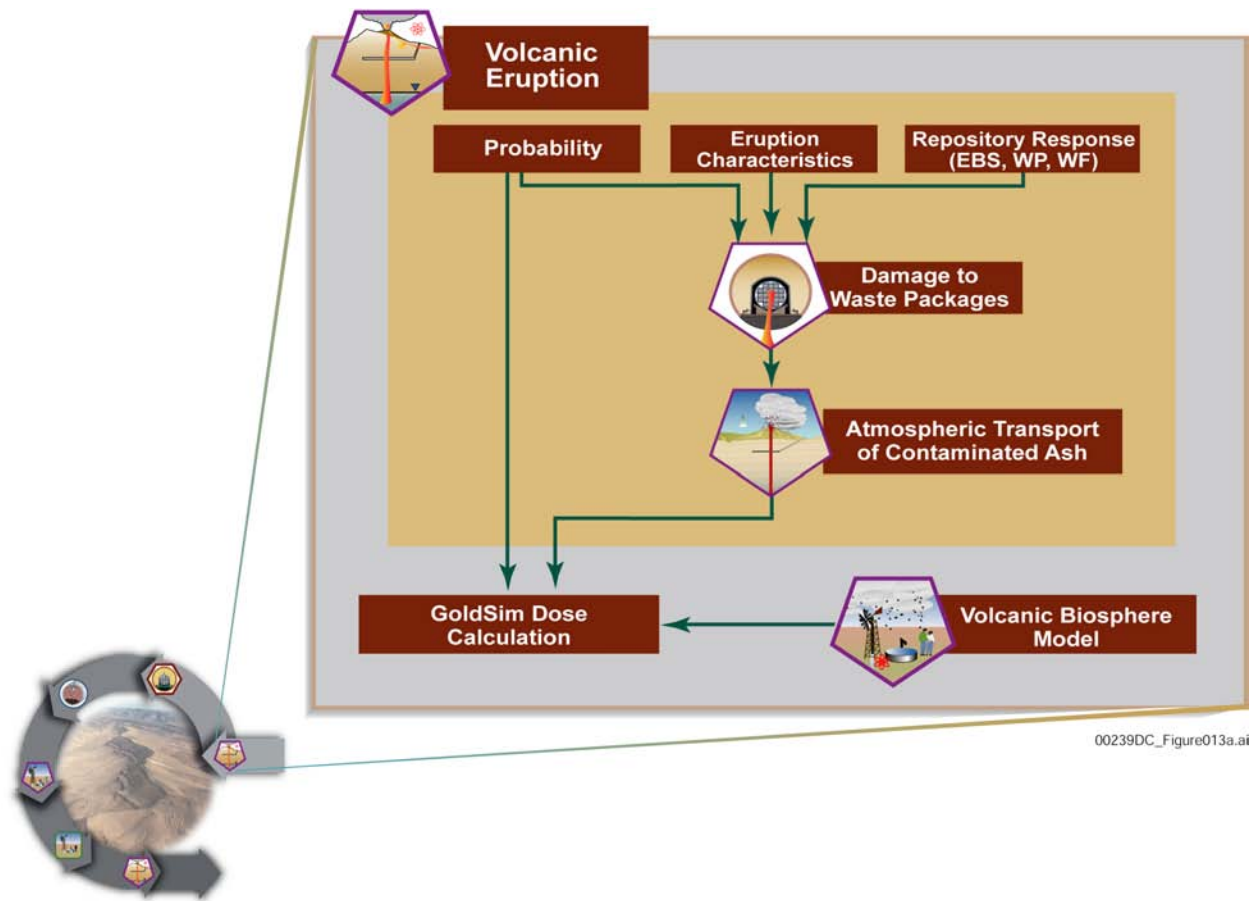 Volcanic
Eruption
Probability
Eruption
Characteristics
Repository Response
(EBS, WP, WF)
Damage to
Waste Packages
Atmospheric Transport
of Contaminated Ash
GoldSim Dose
Calculation
Volcanic Biosphere
Model
00239DC_Figure013a.ai